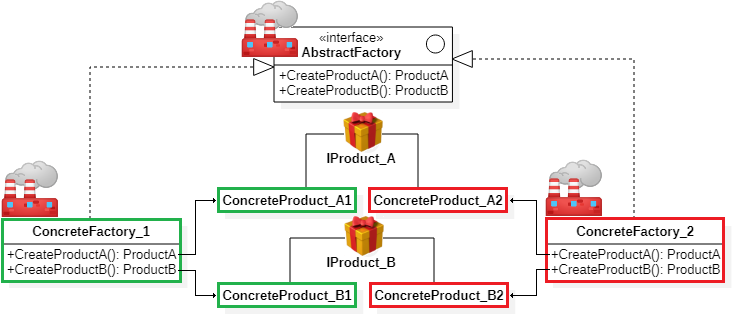 «interface»
AbstractFactory
+CreateProductA(): ProductA
+CreateProductB(): ProductB
IProduct_A
ConcreteProduct_A1
ConcreteProduct_A2
ConcreteFactory_1
+CreateProductA(): ProductA
+CreateProductB(): ProductB
ConcreteFactory_2
+CreateProductA(): ProductA
+CreateProductB(): ProductB
IProduct_B
ConcreteProduct_B1
ConcreteProduct_B2